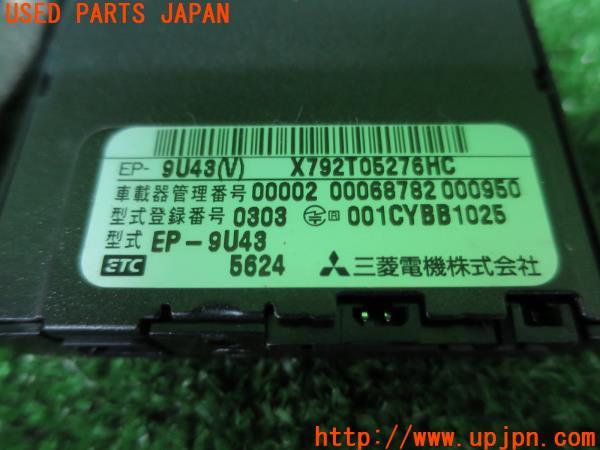 USED PARTS JAPAN
EP- 9U43(V) X792T05276HC
車載器管理番号 00002 00068782 000950
型式登録番号 0303 001CYBB1025
型式 EP-9U43
ETC 5624 三菱電機株式会社
http://www.upjpn.com